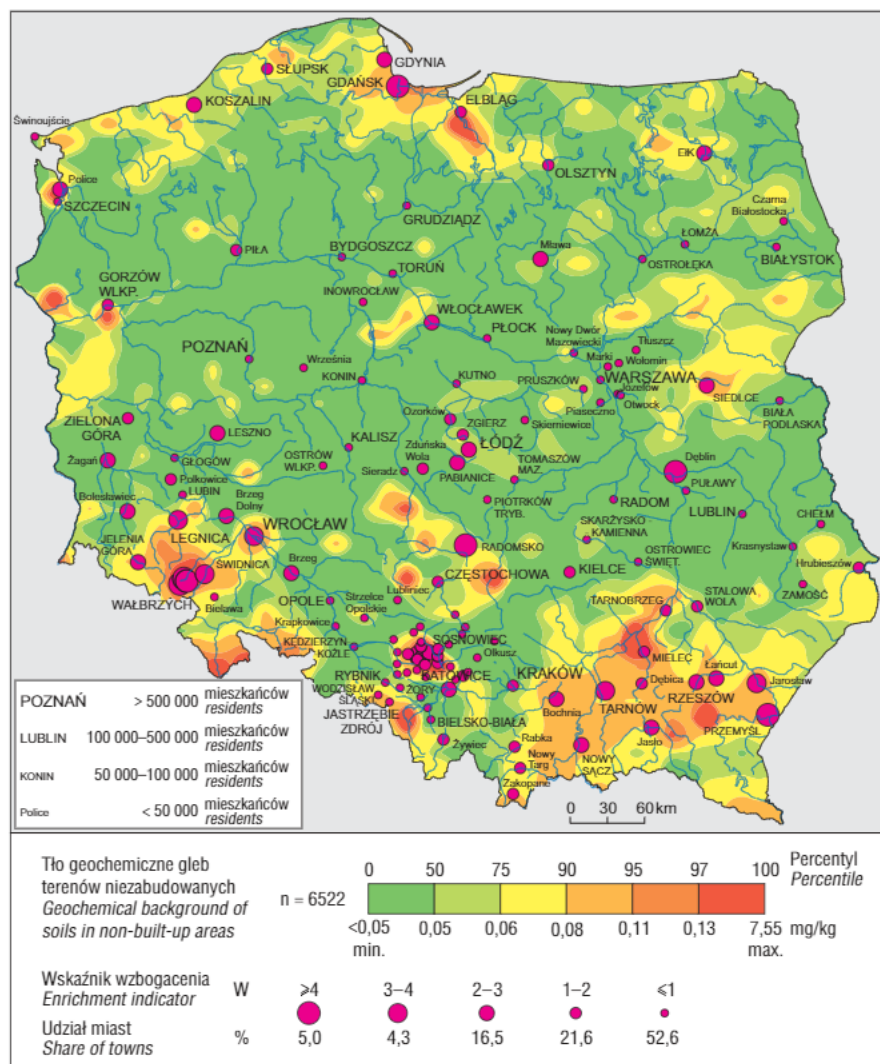 GDYNIA
SŁUPSK
GDAŃSK
KOSZALIN
ELBLĄG
Świnoujście
EłK
Police
OLSZTYN
SZCZECIN
Czarna
Białostocka
GRUDZIĄDZ
ŁOMŻA
PIŁA
BYDGOSZCZ
Mława
BIAŁYSTOK
TORUŃ
OSTROŁĘKA
GORZÓW
WLKP.
INOWROCŁAW
WŁOCŁAWEK
PŁOCK
Nowy Dwór
Mazowiecki
Tłuszcz
POZNAŃ
Września
Marki
Wołomin
KONIN
KUTNO
WARSZAWA
PRUSZKÓW
Józefów
Otwock
SIEDLCE
Piaseczno
BIAŁA
PODLASKA
ZIELONA
GÓRA
Ozorków
ZGIERZ
Skierniewice
LESZNO
KALISZ
ŁÓDŹ
OSTRÓW
WLKP.
Zduńska
Wola
Dęblin
Żagań
GŁOGÓW
Sieradz
PABIANICE
TOMASZÓW
MAZ.
PUŁAWY
Polkowice
LUBIN
Bolesławiec
Brzeg
Dolny
PIOTRKÓW
TRYB.
RADOM
LUBLIN
CHEŁM
WROCŁAW
LEGNICA
SKARŻYSKO
KAMIENNA
JELENIA
GÓRA
RADOMSKO
Krasnystaw
ŚWIDNICA
Brzeg
CZĘSTOCHOWA
KIELCE
OSTROWIEC
ŚWIĘT.
Hrubieszów
WAŁBRZYCH
Bielawa
OPOLE
Strzelce
Opolskie
Lubliniec
ZAMOŚĆ
STALOWA
WOLA
TARNOBRZEG
Krapkowice
KĘDZIERZYN
KOŹLE
SOSNOWIEC
Olkusz
MIELEC
RYBNIK
KATOWICE
KRAKÓW
Dębica
Łańcut
RZESZÓW
Jarosław
WODZISŁAW
ŚLĄSKI
ŻORY
TARNÓW
Bochnia
JASTRZĘBIE
ZDRÓJ
BIELSKO-BIAŁA
PRZEMYŚL
Jasło
Żywiec
Rabka
Nowy
Targ
NOWY
SĄCZ.
Zakopane
0 30 60 km
POZNAŃ > 500 000 mieszkańców
residents
LUBLIN 100 000–500 000 mieszkańców
residents
KONIN 50 000–100 000 mieszkańców
residents
Police < 50 000 mieszkańców
residents
Tło geochemiczne gleb
terenów niezabudowanych
Geochemical background of
soils in non-built-up areas
n = 6522
0 50 75 90 95 97 100 Percentyl
Percentile
<0,05 0,05 0,06 0,08 0,11 0,13 7,55 mg/kg
min. max.
Wskaźnik wzbogacenia
Enrichment indicator
W ⩾4 3–4 2–3 1–2 ⩽1
Udział miast
Share of towns
% 5,0 4,3 16,5 21,6 52,6